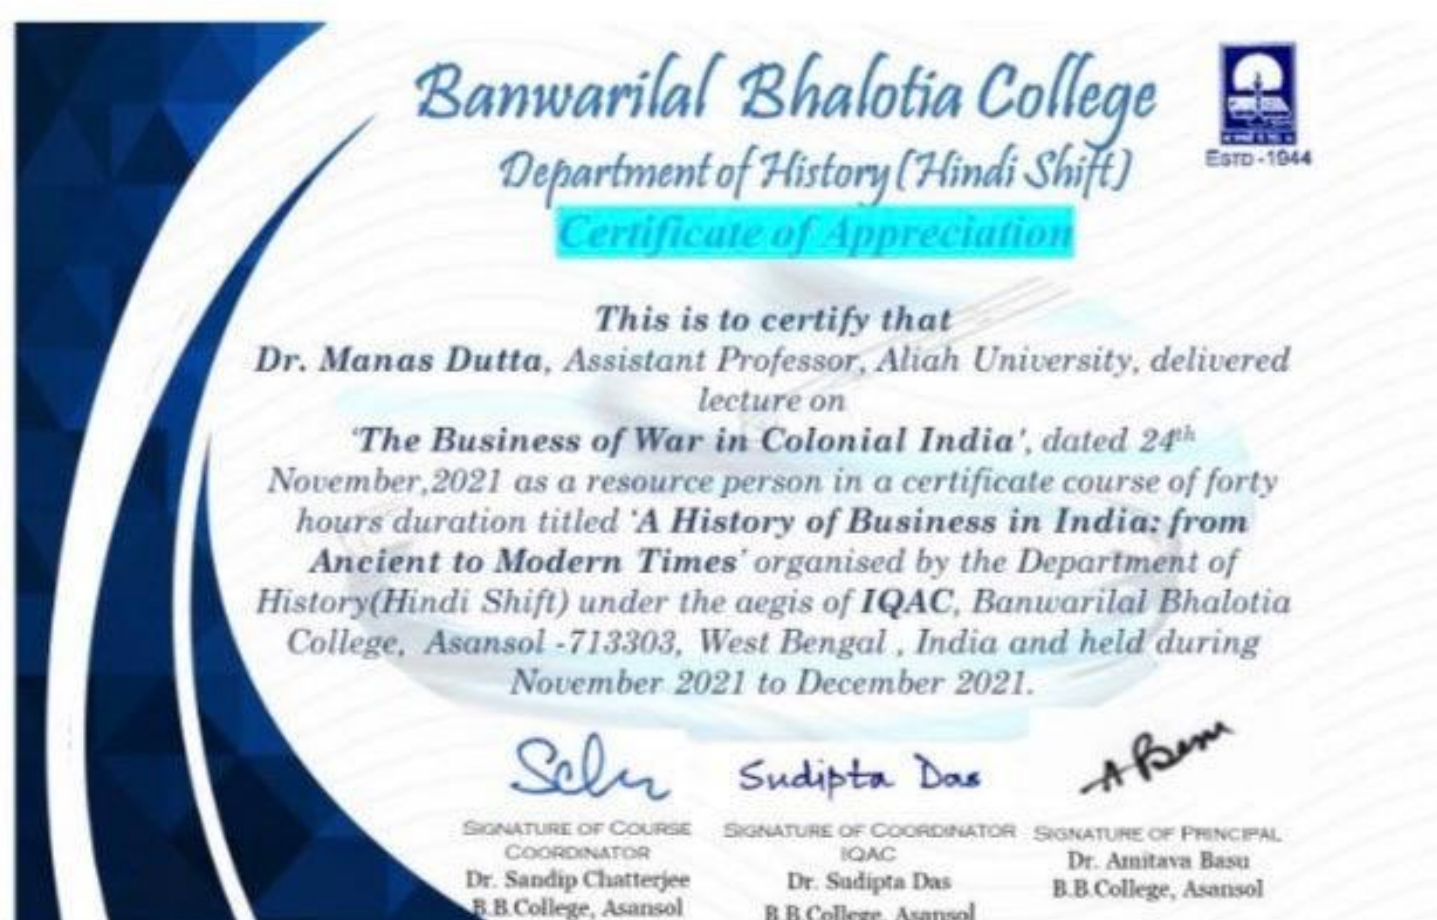 Banwarilal Bhalotia College
ESTD -1944
Department of History (Hindi Shift)
Certificate of Appreciation
This is to certify that
Dr. Manas Dutta, Assistant Professor, Aliah University, delivered
lecture on
'The Business of War in Colonial India', dated 24th
November,2021 as a resource person in a certificate course of forty
hours duration titled 'A History of Business in India: from
Ancient to Modern Times' organised by the Department of
History(Hindi Shift) under the aegis of IQAC, Banwarilal Bhalotia
College, Asansol -713303, West Bengal , India and held during
November 2021 to December 2021.
Sudipta Das
A Basu
SIGNATURE OF COURSE
COORDINATOR
Dr. Sandip Chatterjee
B.B.College, Asansol
SIGNATURE OF COORDINATOR
IQAC
Dr. Sudipta Das
B.B.College, Asansol
SIGNATURE OF PRINCIPAL
Dr. Amitava Basu
B.B.College, Asansol